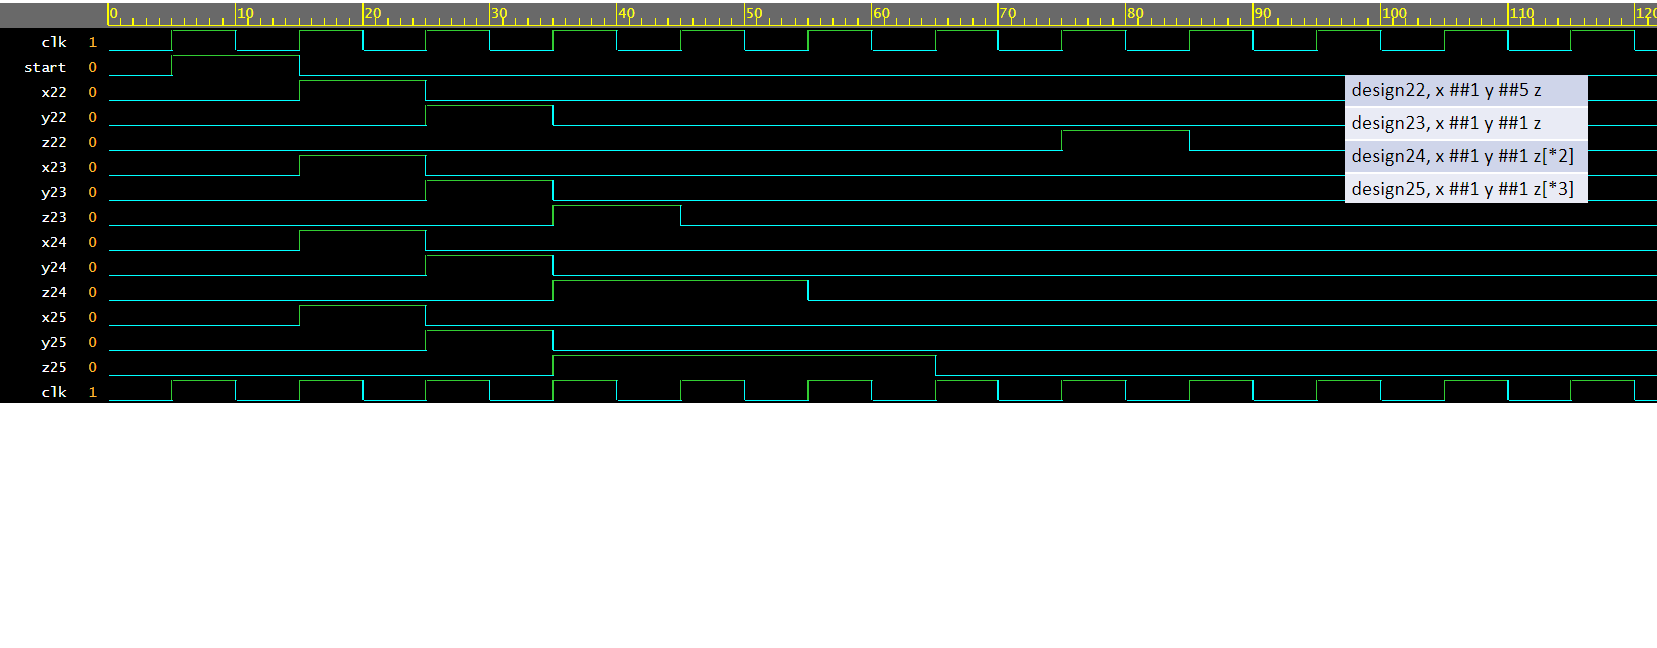 0 10 20 30 40 50 60 70 80 90 100 110 120
clk 1
start 0
x22 0
design22, x ##1 y ##5 z
y22 0
design23, x ##1 y ##1 z
z22 0
design24, x ##1 y ##1 z[*2]
x23 0
y23 0
design25, x ##1 y ##1 z[*3]
z23 0
x24 0
y24 0
z24 0
x25 0
y25 0
z25 0
clk 1